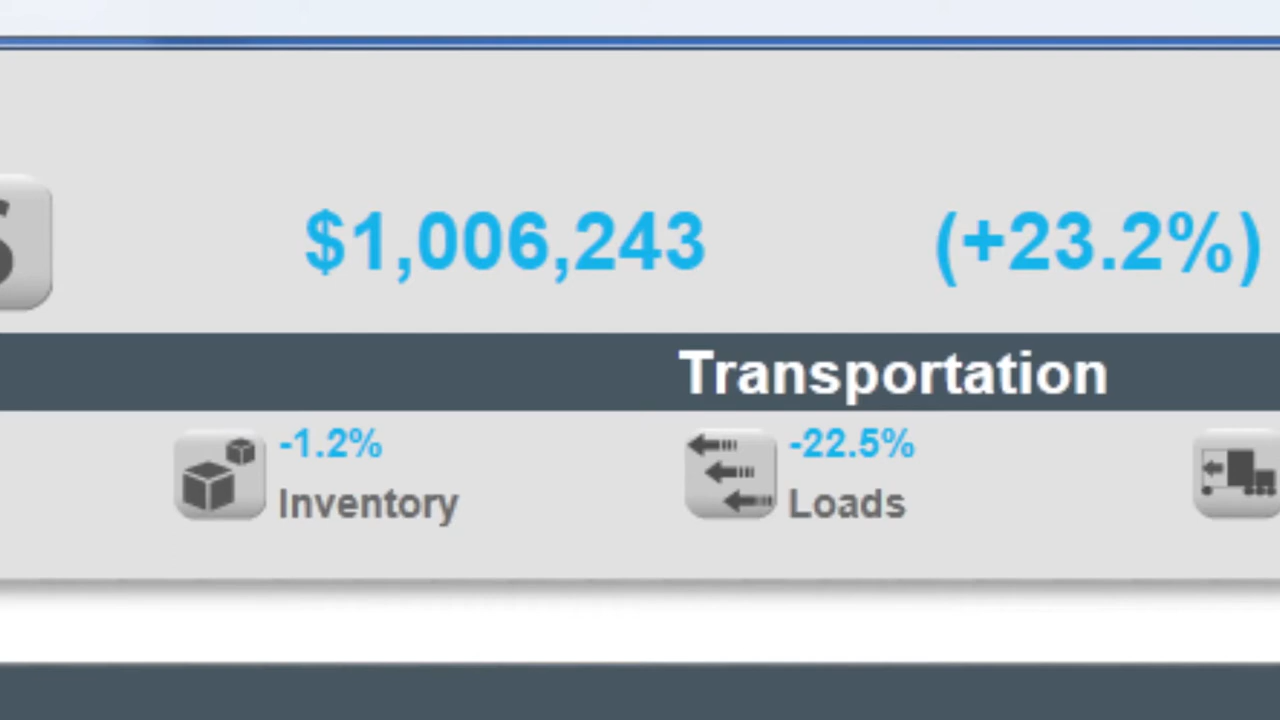 $1,006,243 (+23.2%)
Transportation
-1.2%
Inventory
-22.5%
Loads